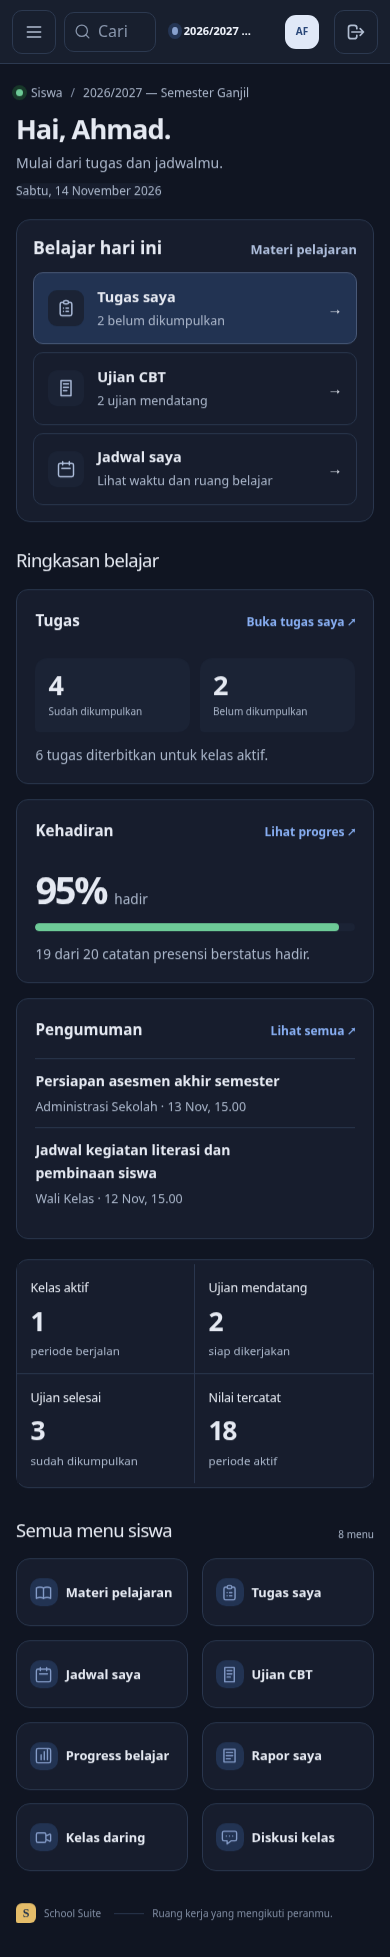 Cari
2026/2027 ...
AF
Siswa / 2026/2027 — Semester Ganjil
Hai, Ahmad.
Mulai dari tugas dan jadwalmu.
Sabtu, 14 November 2026
Belajar hari ini
Materi pelajaran
Tugas saya
2 belum dikumpulkan
→
Ujian CBT
2 ujian mendatang
→
Jadwal saya
Lihat waktu dan ruang belajar
→
Ringkasan belajar
Tugas
Buka tugas saya ↗
4
Sudah dikumpulkan
2
Belum dikumpulkan
6 tugas diterbitkan untuk kelas aktif.
Kehadiran
Lihat progres ↗
95% hadir
19 dari 20 catatan presensi berstatus hadir.
Pengumuman
Lihat semua ↗
Persiapan asesmen akhir semester
Administrasi Sekolah · 13 Nov, 15.00
Jadwal kegiatan literasi dan
pembinaan siswa
Wali Kelas · 12 Nov, 15.00
Kelas aktif
1
periode berjalan
Ujian mendatang
2
siap dikerjakan
Ujian selesai
3
sudah dikumpulkan
Nilai tercatat
18
periode aktif
Semua menu siswa
8 menu
Materi pelajaran
Tugas saya
Jadwal saya
Ujian CBT
Progress belajar
Rapor saya
Kelas daring
Diskusi kelas
S
School Suite
Ruang kerja yang mengikuti peranmu.